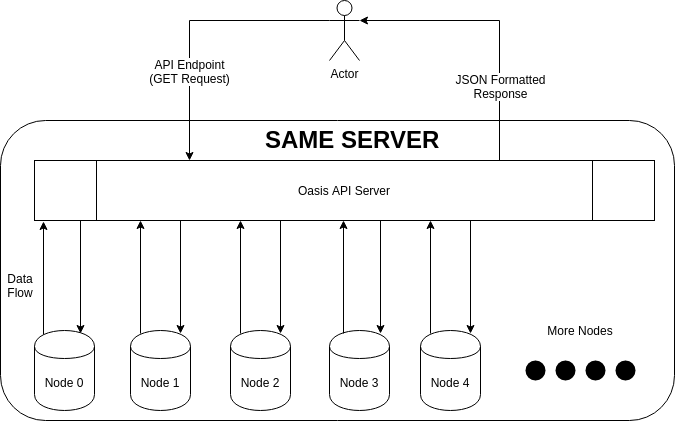 API Endpoint
(GET Request)
Actor
JSON Formatted
Response
SAME SERVER
Oasis API Server
Data
Flow
Node 0
Node 1
Node 2
Node 3
Node 4
More Nodes